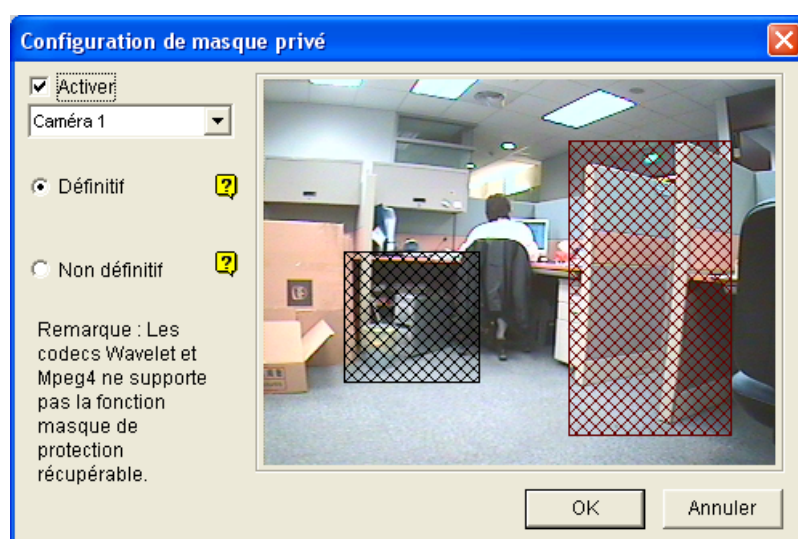 Configuration de masque privé
Activer
Caméra 1
Définitif
?
Non définitif
?
Remarque : Les
codecs Wavelet et
Mpeg4 ne supporte
pas la fonction
masque de
protection
récupérable.
OK
Annuler